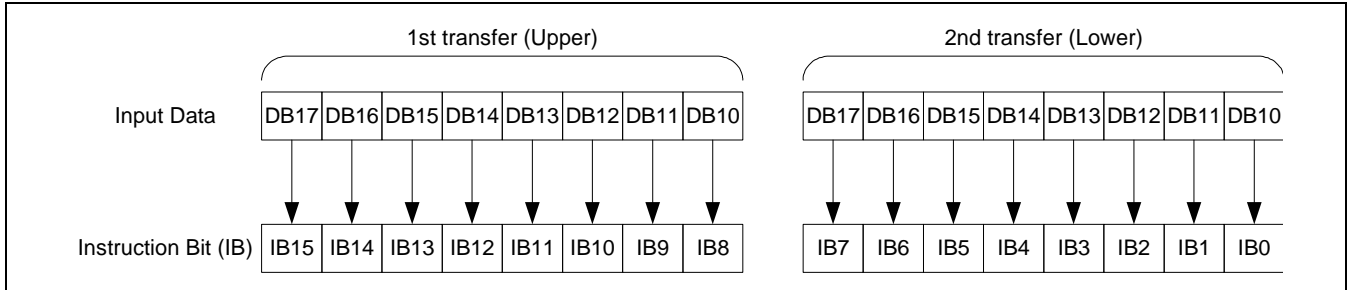 1st transfer (Upper) 2nd transfer (Lower)
Input Data DB17 DB16 DB15 DB14 DB13 DB12 DB11 DB10 DB17 DB16 DB15 DB14 DB13 DB12 DB11 DB10
Instruction Bit (IB) IB15 IB14 IB13 IB12 IB11 IB10 IB9 IB8 IB7 IB6 IB5 IB4 IB3 IB2 IB1 IB0